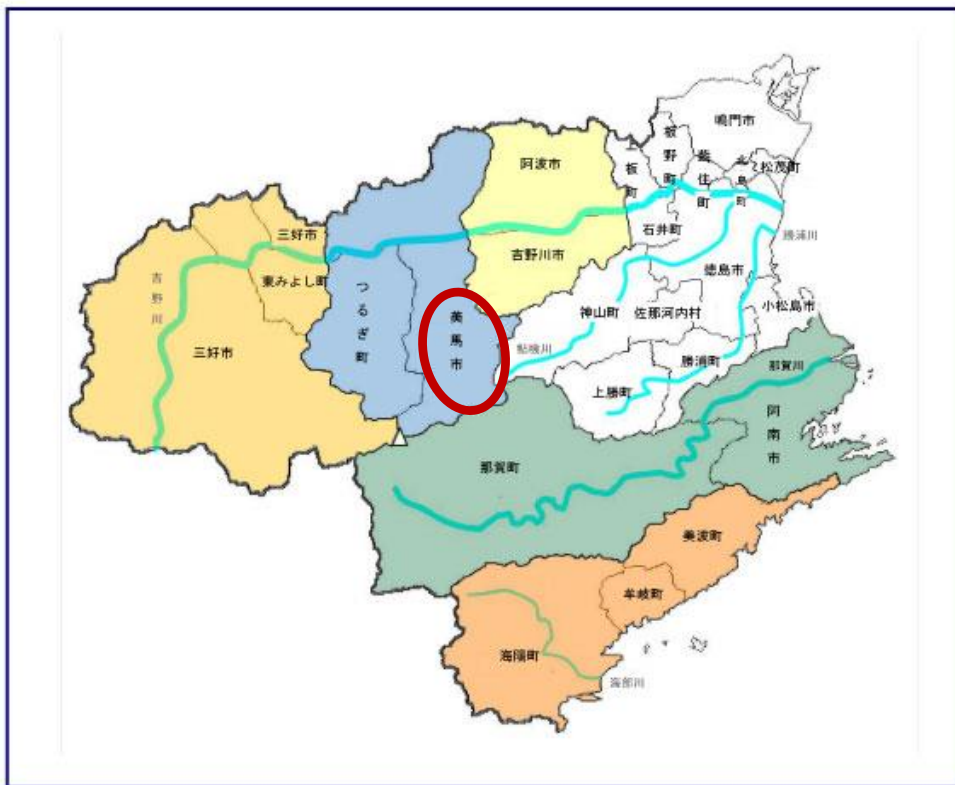 鳴門市
板野町
上板町
藍住町
北島町
松茂町
阿波市
石井町
勝浦川
三好市
吉野川市
徳島市
東みよし町
吉野川
つるぎ町
美馬市
神山町
佐那河内村
小松島市
三好市
鮎喰川
勝浦町
那賀川
上勝町
阿南市
那賀町
美波町
牟岐町
海陽町
海部川